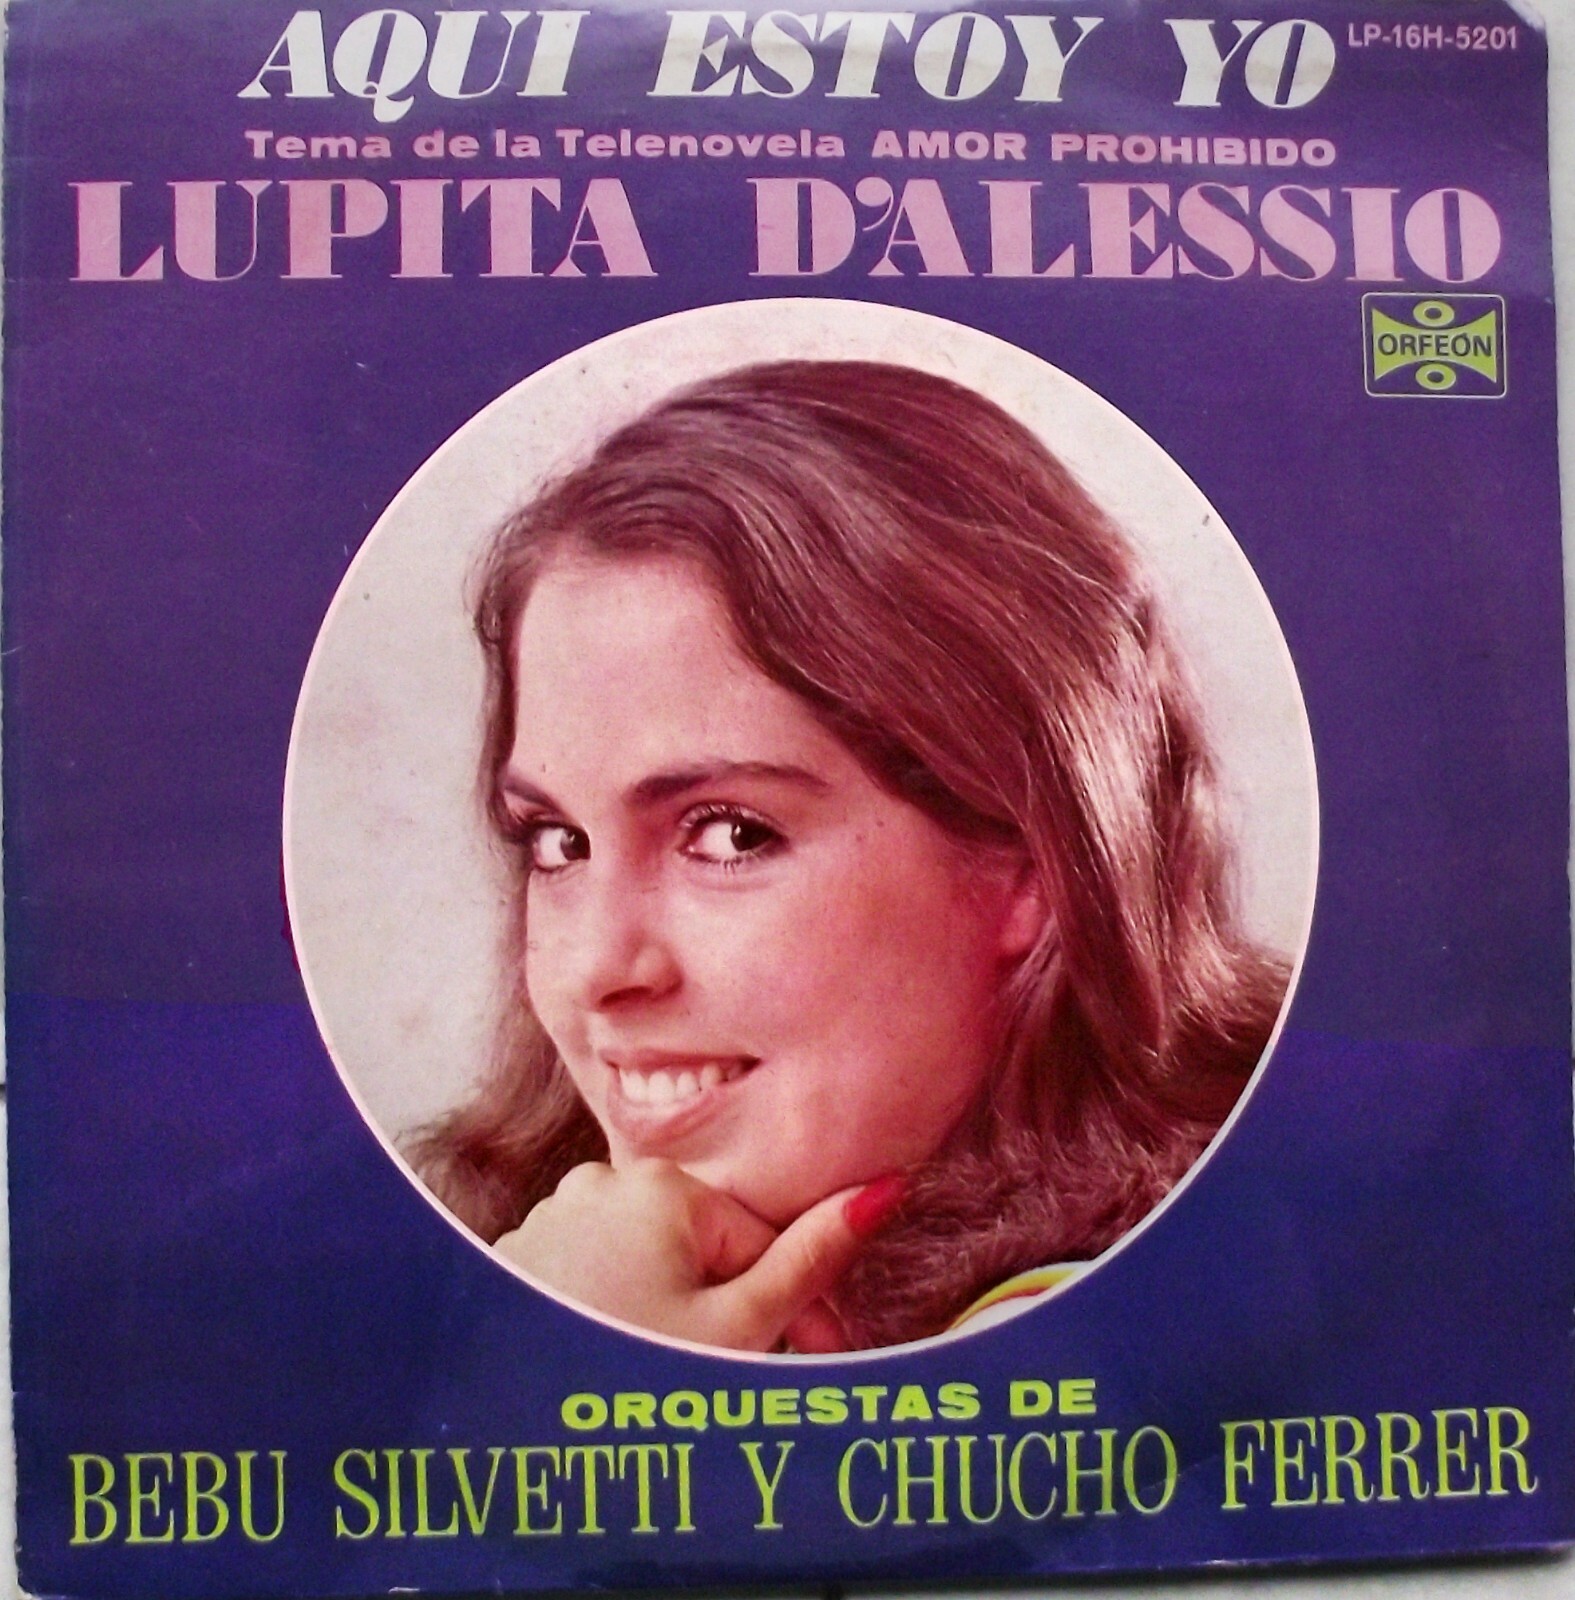 AQUI ESTOY YO
LP-16H-5201
Tema de la Telenovela AMOR PROHIBIDO
LUPITA D'ALESSIO
ORFEÓN
ORQUESTAS DE
BEBU SILVETTI Y CHUCHO FERRER